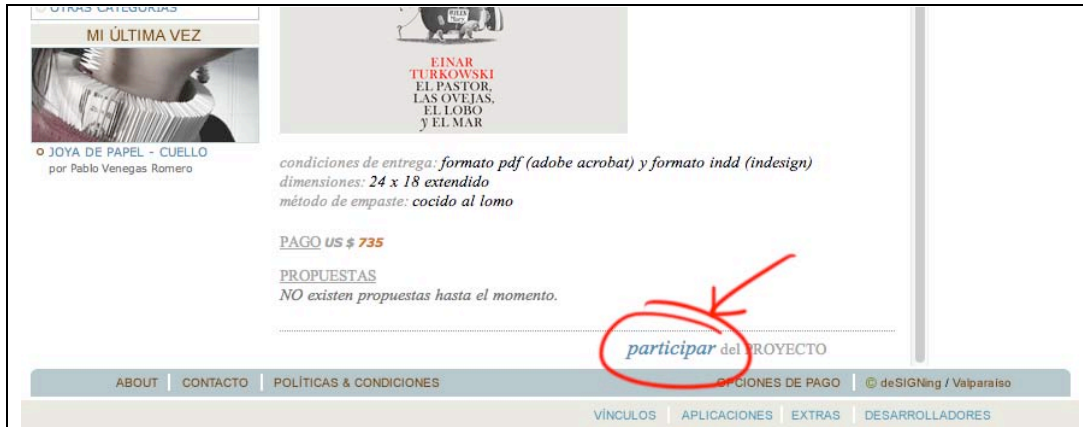 OTRAS CATEGORIAS
MI ÚLTIMA VEZ
JOYA DE PAPEL - CUELLO
por Pablo Venegas Romero
EINAR
TURKOWSKI
EL PASTOR,
LAS OVEJAS,
EL LOBO
y EL MAR
condiciones de entrega: formato pdf (adobe acrobat) y formato indd (indesign)
dimensiones: 24 x 18 extendido
método de empaste: cocido al lomo
PAGO US $ 735
PROPUESTAS
NO existen propuestas hasta el momento.
participar del PROYECTO
ABOUT CONTACTO POLÍTICAS & CONDICIONES OPCIONES DE PAGO © deSIGNing / Valparaíso
VÍNCULOS APLICACIONES EXTRAS DESARROLLADORES